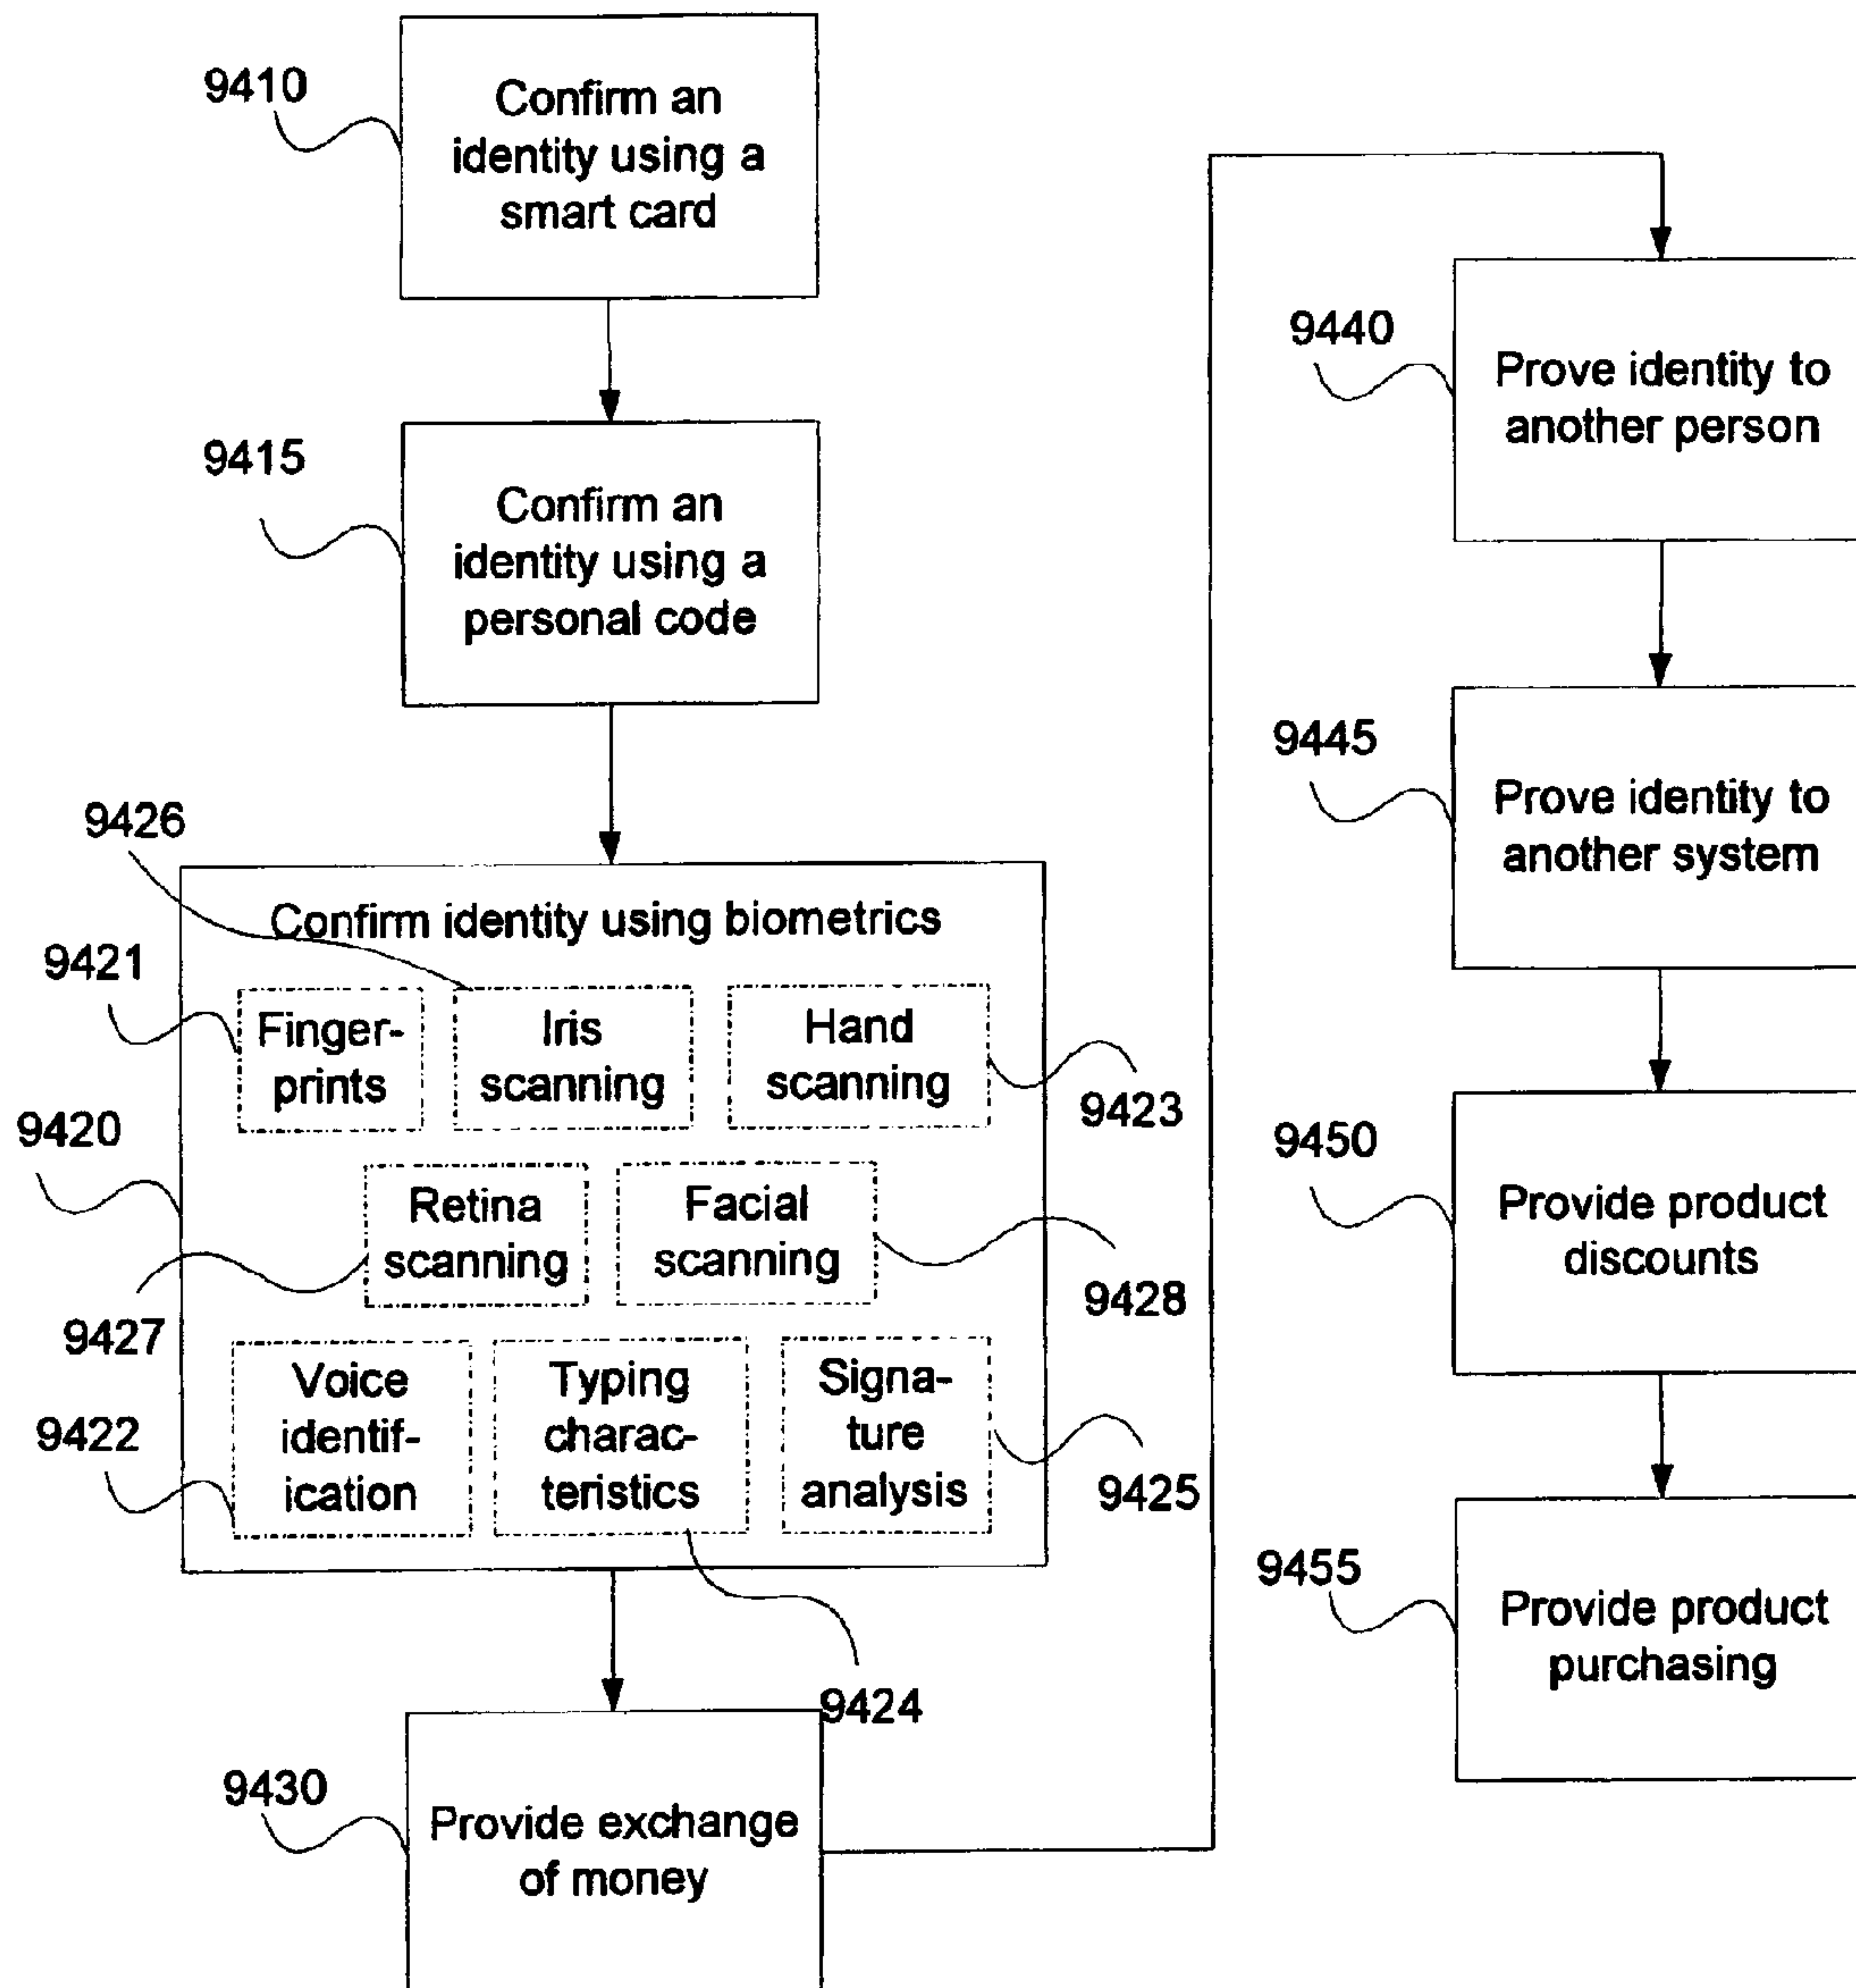 9410
Confirm an
identity using a
smart card
9415
Confirm an
identity using a
personal code
9426
Confirm identity using biometrics
9421
Finger-
prints
Iris
scanning
Hand
scanning
9423
9420
Retina
scanning
Facial
scanning
9427
9428
Voice
identif-
ication
Typing
charac-
teristics
Signa-
ture
analysis
9422
9425
9424
9430
Provide exchange
of money
9440
Prove identity to
another person
9445
Prove identity to
another system
9450
Provide product
discounts
9455
Provide product
purchasing